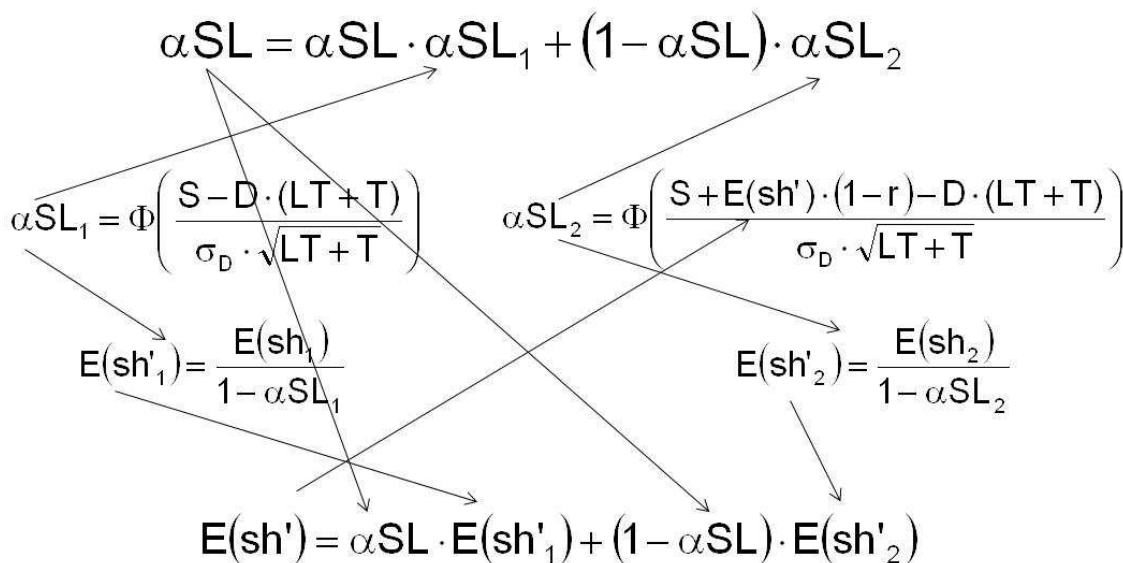 αSL = αSL · αSL₁ + (1 − αSL) · αSL₂
αSL₁ = Φ( (S − D · (LT + T)) / (σ_D · √(LT + T)) )
αSL₂ = Φ( (S + E(sh') · (1 − r) − D · (LT + T)) / (σ_D · √(LT + T)) )
E(sh'₁) = E(sh₁) / (1 − αSL₁)
E(sh'₂) = E(sh₂) / (1 − αSL₂)
E(sh') = αSL · E(sh'₁) + (1 − αSL) · E(sh'₂)